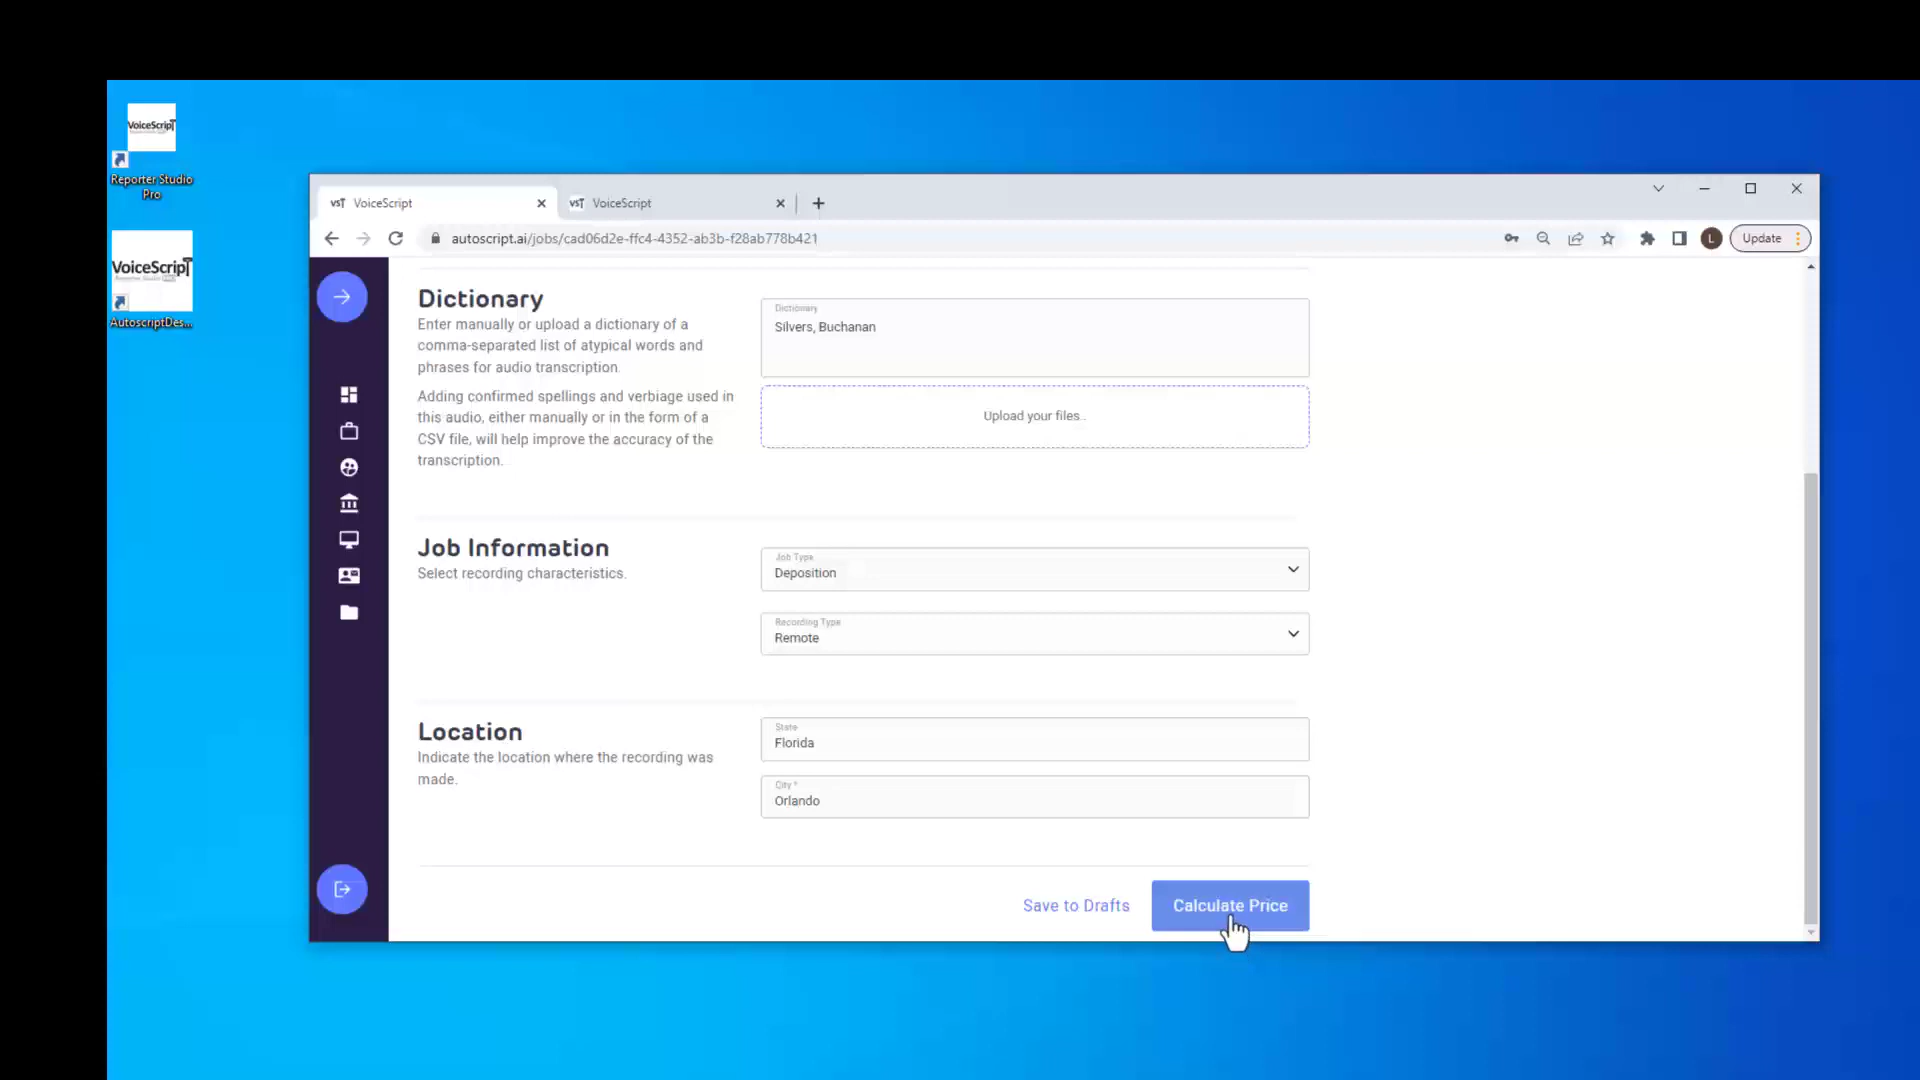 VoiceScript
Reporter Studio
Pro
VoiceScript
AutoscriptDes...
VST VoiceScript
VST VoiceScript
autoscript.ai/jobs/cad06d2e-ffc4-4352-ab3b-f28ab778b421
L
Update
Dictionary
Enter manually or upload a dictionary of a
comma-separated list of atypical words and
phrases for audio transcription.
Adding confirmed spellings and verbiage used in
this audio, either manually or in the form of a
CSV file, will help improve the accuracy of the
transcription.
Dictionary
Silvers, Buchanan
Upload your files..
Job Information
Select recording characteristics.
Job Type
Deposition
Recording Type
Remote
Location
Indicate the location where the recording was
made.
State
Florida
City *
Orlando
Save to Drafts
Calculate Price